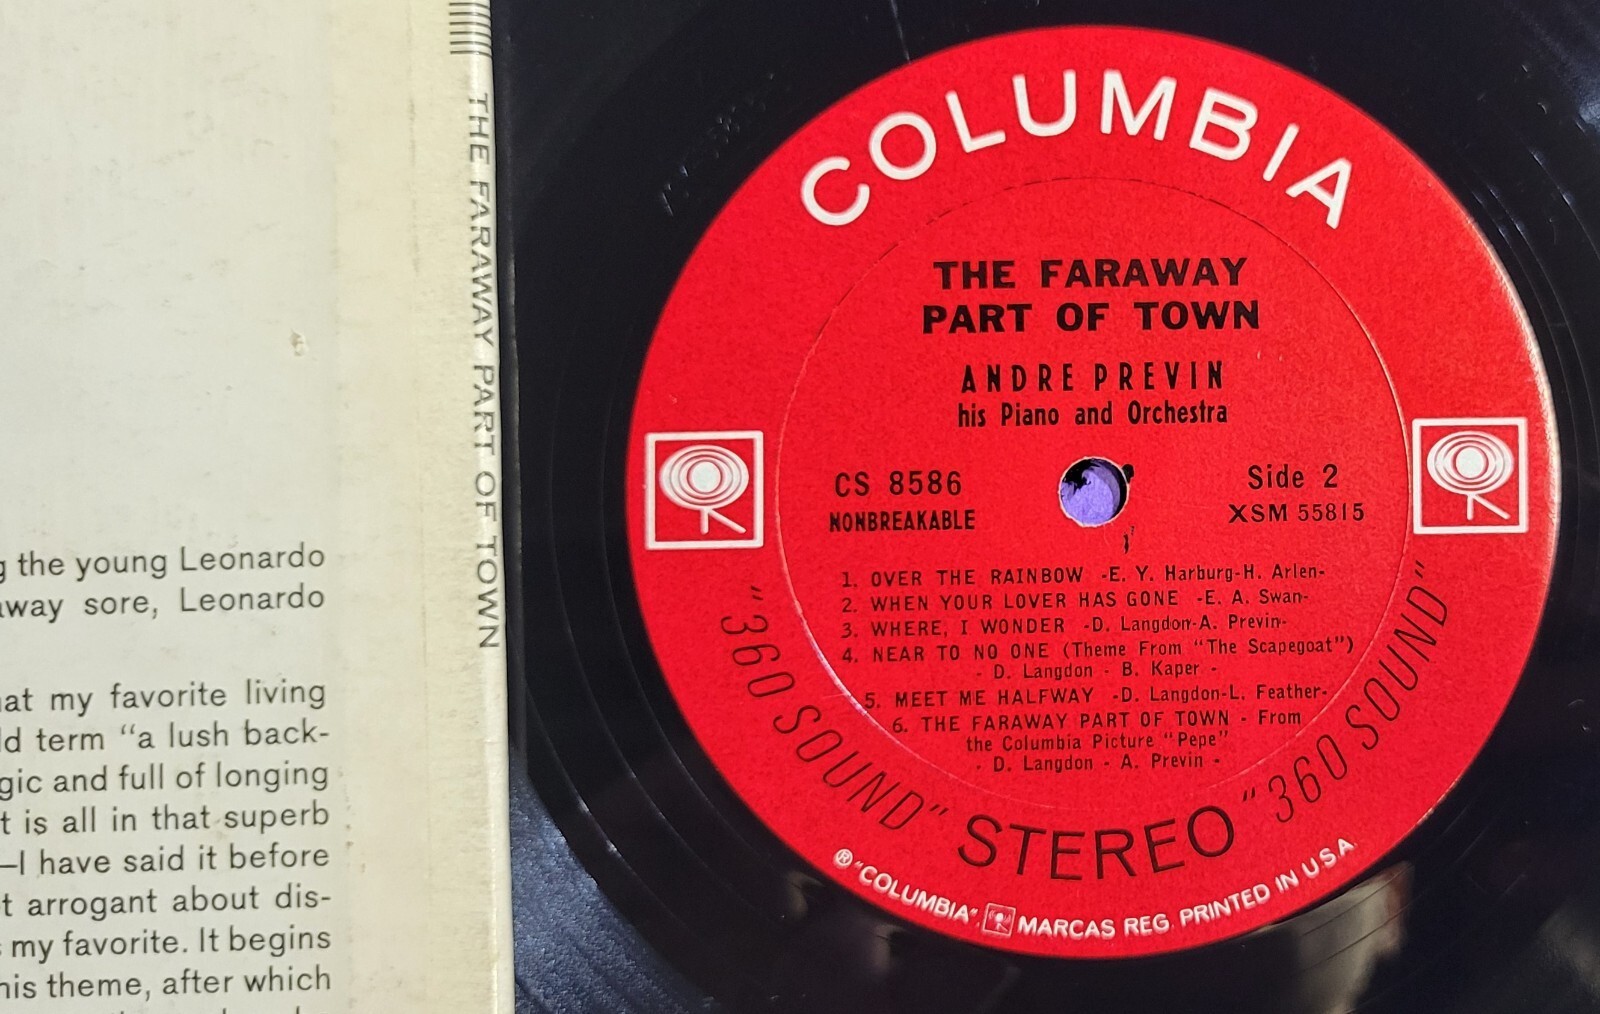 the young Leonardo
sore, Leonardo
my favorite living
term “a lush back-
and full of longing
is all in that superb
—I have said it before
arrogant about dis-
my favorite. It begins
theme, after which
THE FARAWAY PART OF TOWN
COLUMBIA
THE FARAWAY
PART OF TOWN
ANDRE PREVIN
his Piano and Orchestra
CS 8586
NONBREAKABLE
Side 2
XSM 55815
1. OVER THE RAINBOW -E. Y. Harburg-H. Arlen-
2. WHEN YOUR LOVER HAS GONE -E. A. Swan-
3. WHERE, I WONDER -D. Langdon-A. Previn-
4. NEAR TO NO ONE (Theme From "The Scapegoat")
- D. Langdon - B. Kaper -
5. MEET ME HALFWAY -D. Langdon-L. Feather-
6. THE FARAWAY PART OF TOWN - From
the Columbia Picture "Pepe"
- D. Langdon - A. Previn -
"360 SOUND" STEREO "360 SOUND"
® "COLUMBIA", MARCAS REG. PRINTED IN U.S.A.